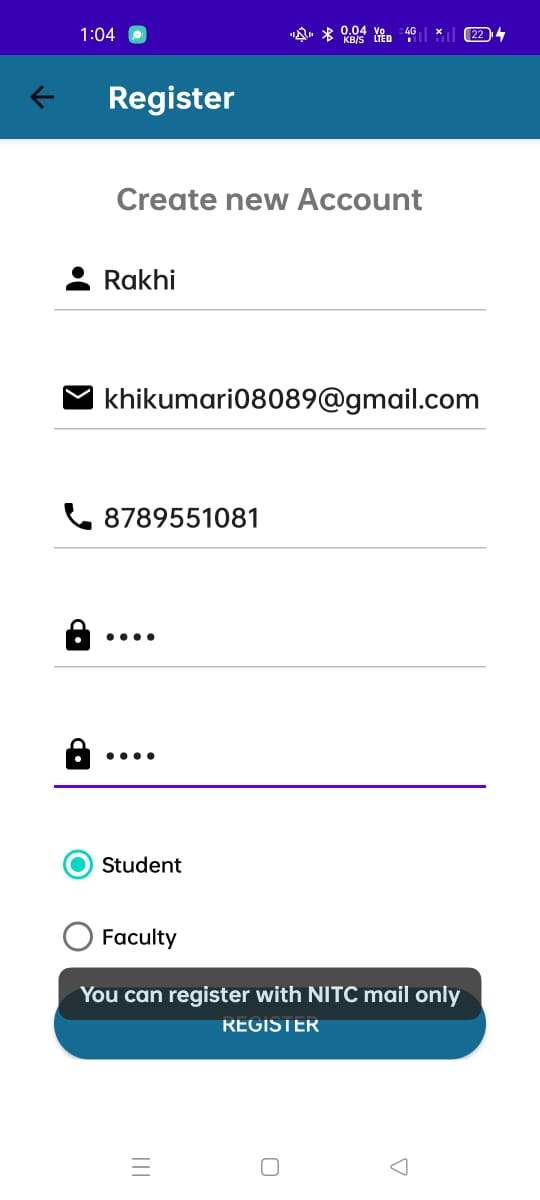 1:04
0.04
KB/S
Vo
LTE
4G
22
Register
Create new Account
Rakhi
khikumari08089@gmail.com
8789551081
••••
••••
Student
Faculty
You can register with NITC mail only
REGISTER